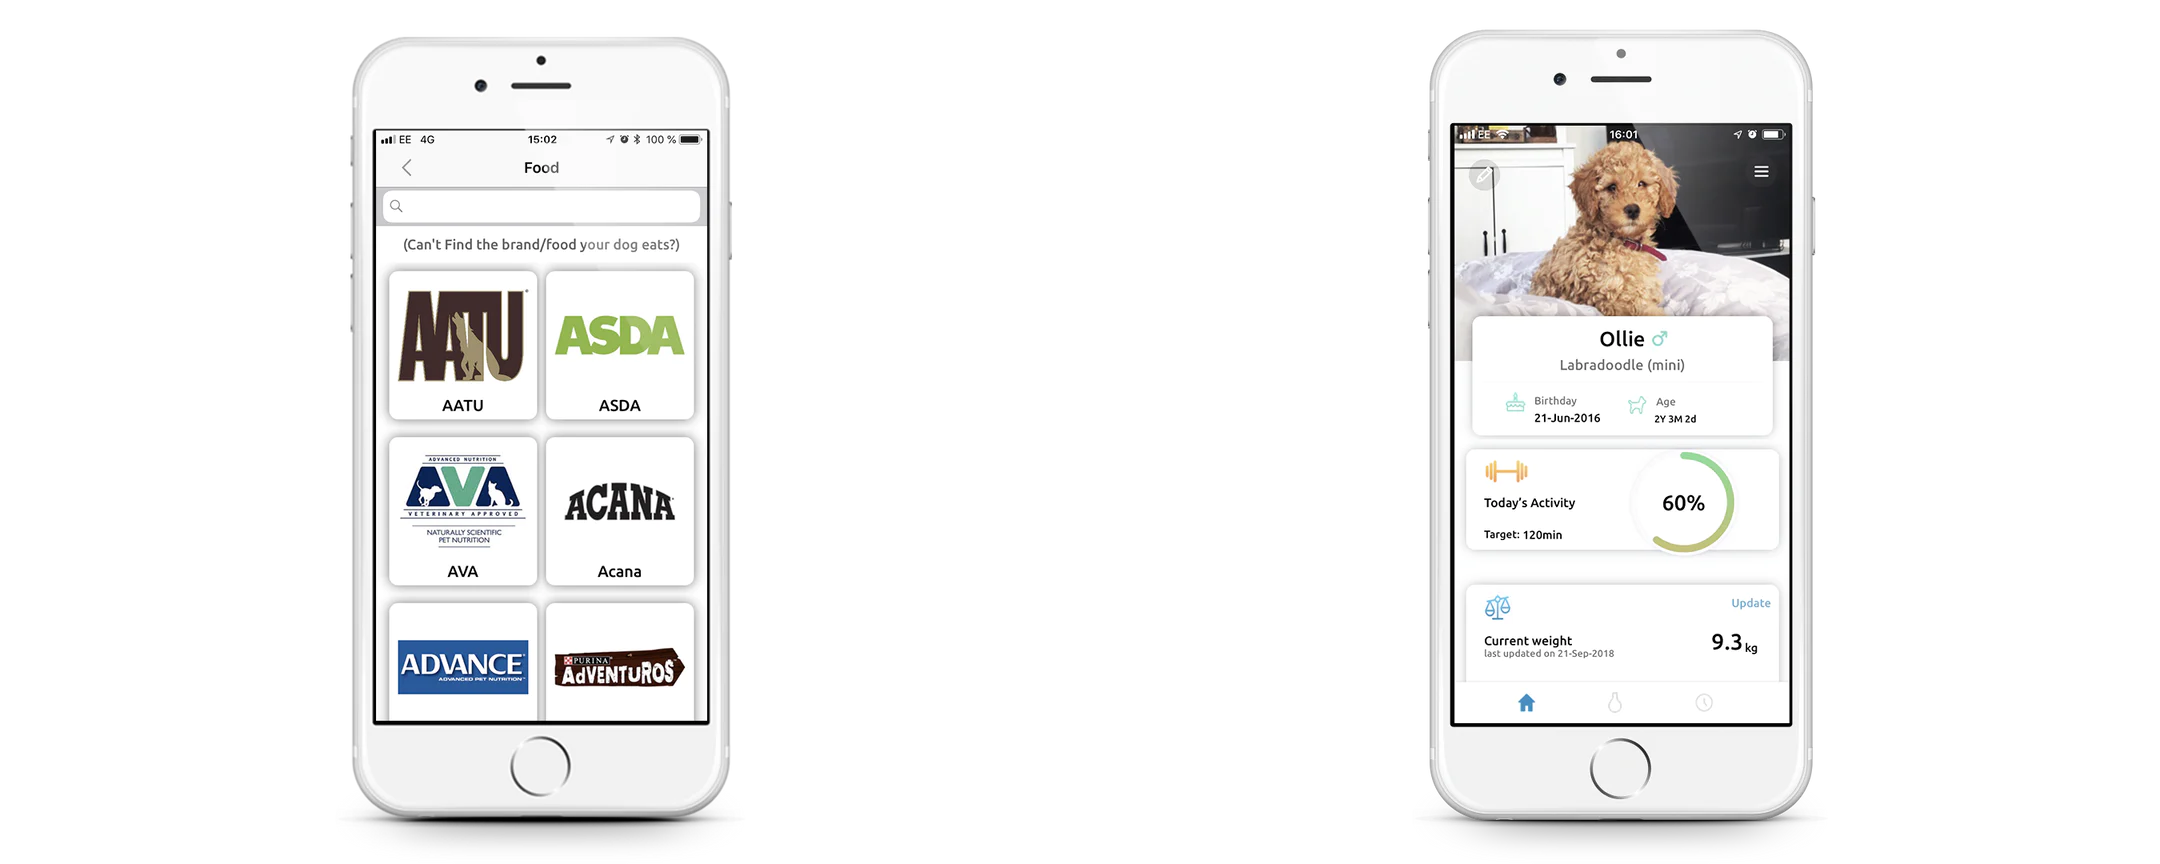 EE 4G 15:02 100 %
Food
(Can't Find the brand/food your dog eats?)
AATU
AATU
ASDA
ASDA
ADVANCED NUTRITION
AVA
VETERINARY APPROVED
NATURALLY SCIENTIFIC
PET NUTRITION
AVA
ACANA
Acana
ADVANCE
ADVANCED PET NUTRITION™
PURINA
AdVENTuROS
EE 16:01
Ollie
Labradoodle (mini)
Birthday
21-Jun-2016
Age
2Y 3M 2d
Today's Activity
Target: 120min
60%
Update
Current weight
last updated on 21-Sep-2018
9.3 kg